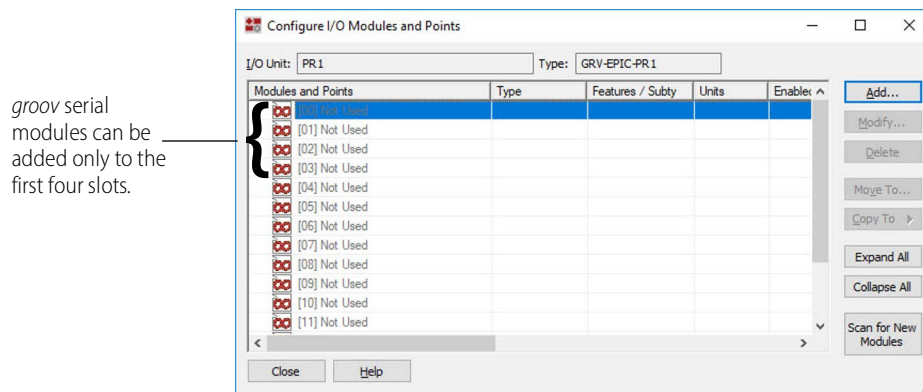 Configure I/O Modules and Points
I/O Unit: PR1 Type: GRV-EPIC-PR1
Modules and Points Type Features / Subty Units Enabled
[00] Not Used
[01] Not Used
[02] Not Used
[03] Not Used
[04] Not Used
[05] Not Used
[06] Not Used
[07] Not Used
[08] Not Used
[09] Not Used
[10] Not Used
[11] Not Used
Add...
Modify...
Delete
Move To...
Copy To
Expand All
Collapse All
Scan for New
Modules
Close Help
groov serial
modules can be
added only to the
first four slots.